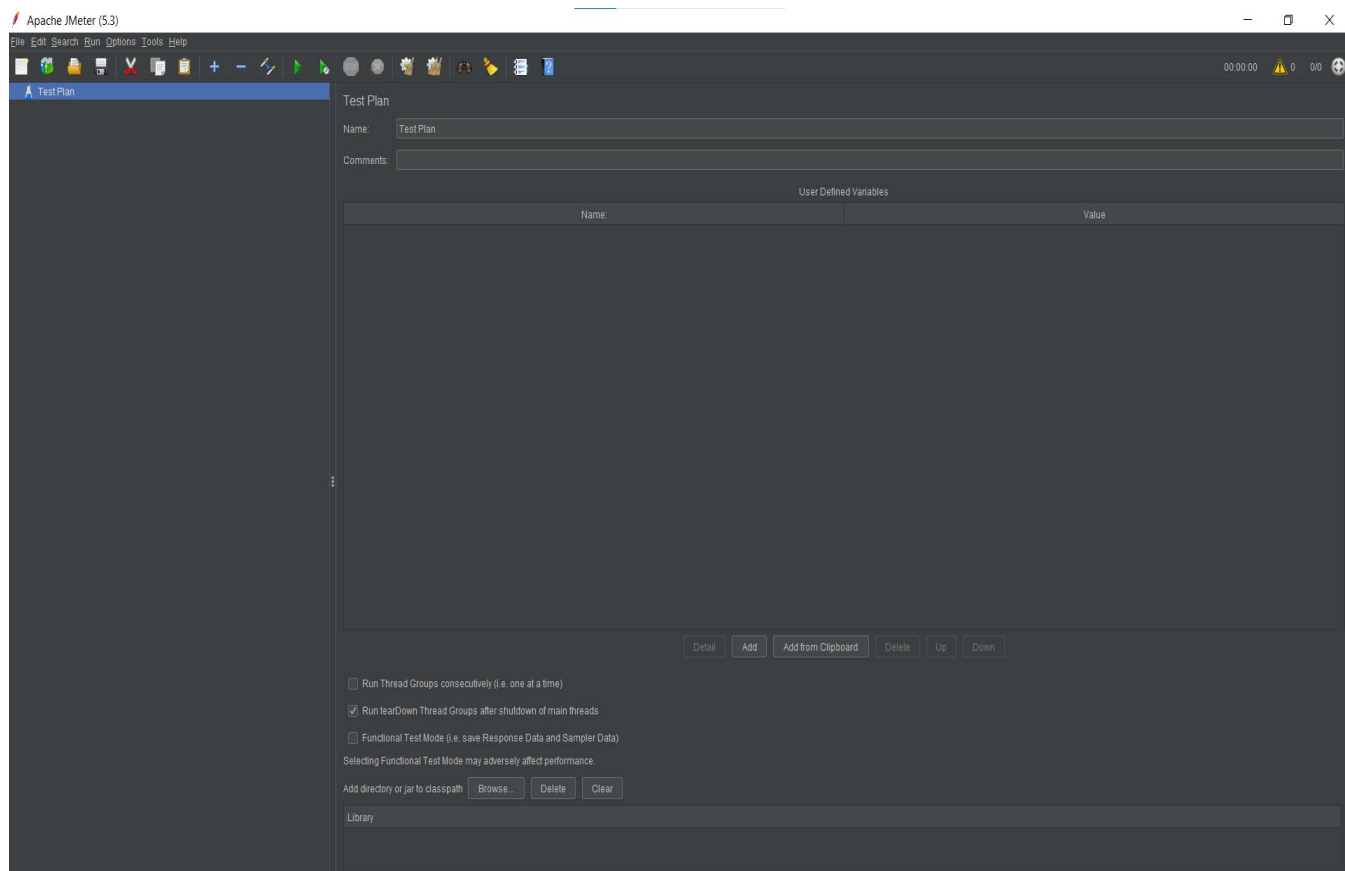 Apache JMeter (5.3)
File Edit Search Run Options Tools Help
00:00:00 0 0/0
Test Plan
Test Plan
Name: Test Plan
Comments:
User Defined Variables
Name: Value
Detail Add Add from Clipboard Delete Up Down
Run Thread Groups consecutively (i.e. one at a time)
Run tearDown Thread Groups after shutdown of main threads
Functional Test Mode (i.e. save Response Data and Sampler Data)
Selecting Functional Test Mode may adversely affect performance.
Add directory or jar to classpath Browse... Delete Clear
Library